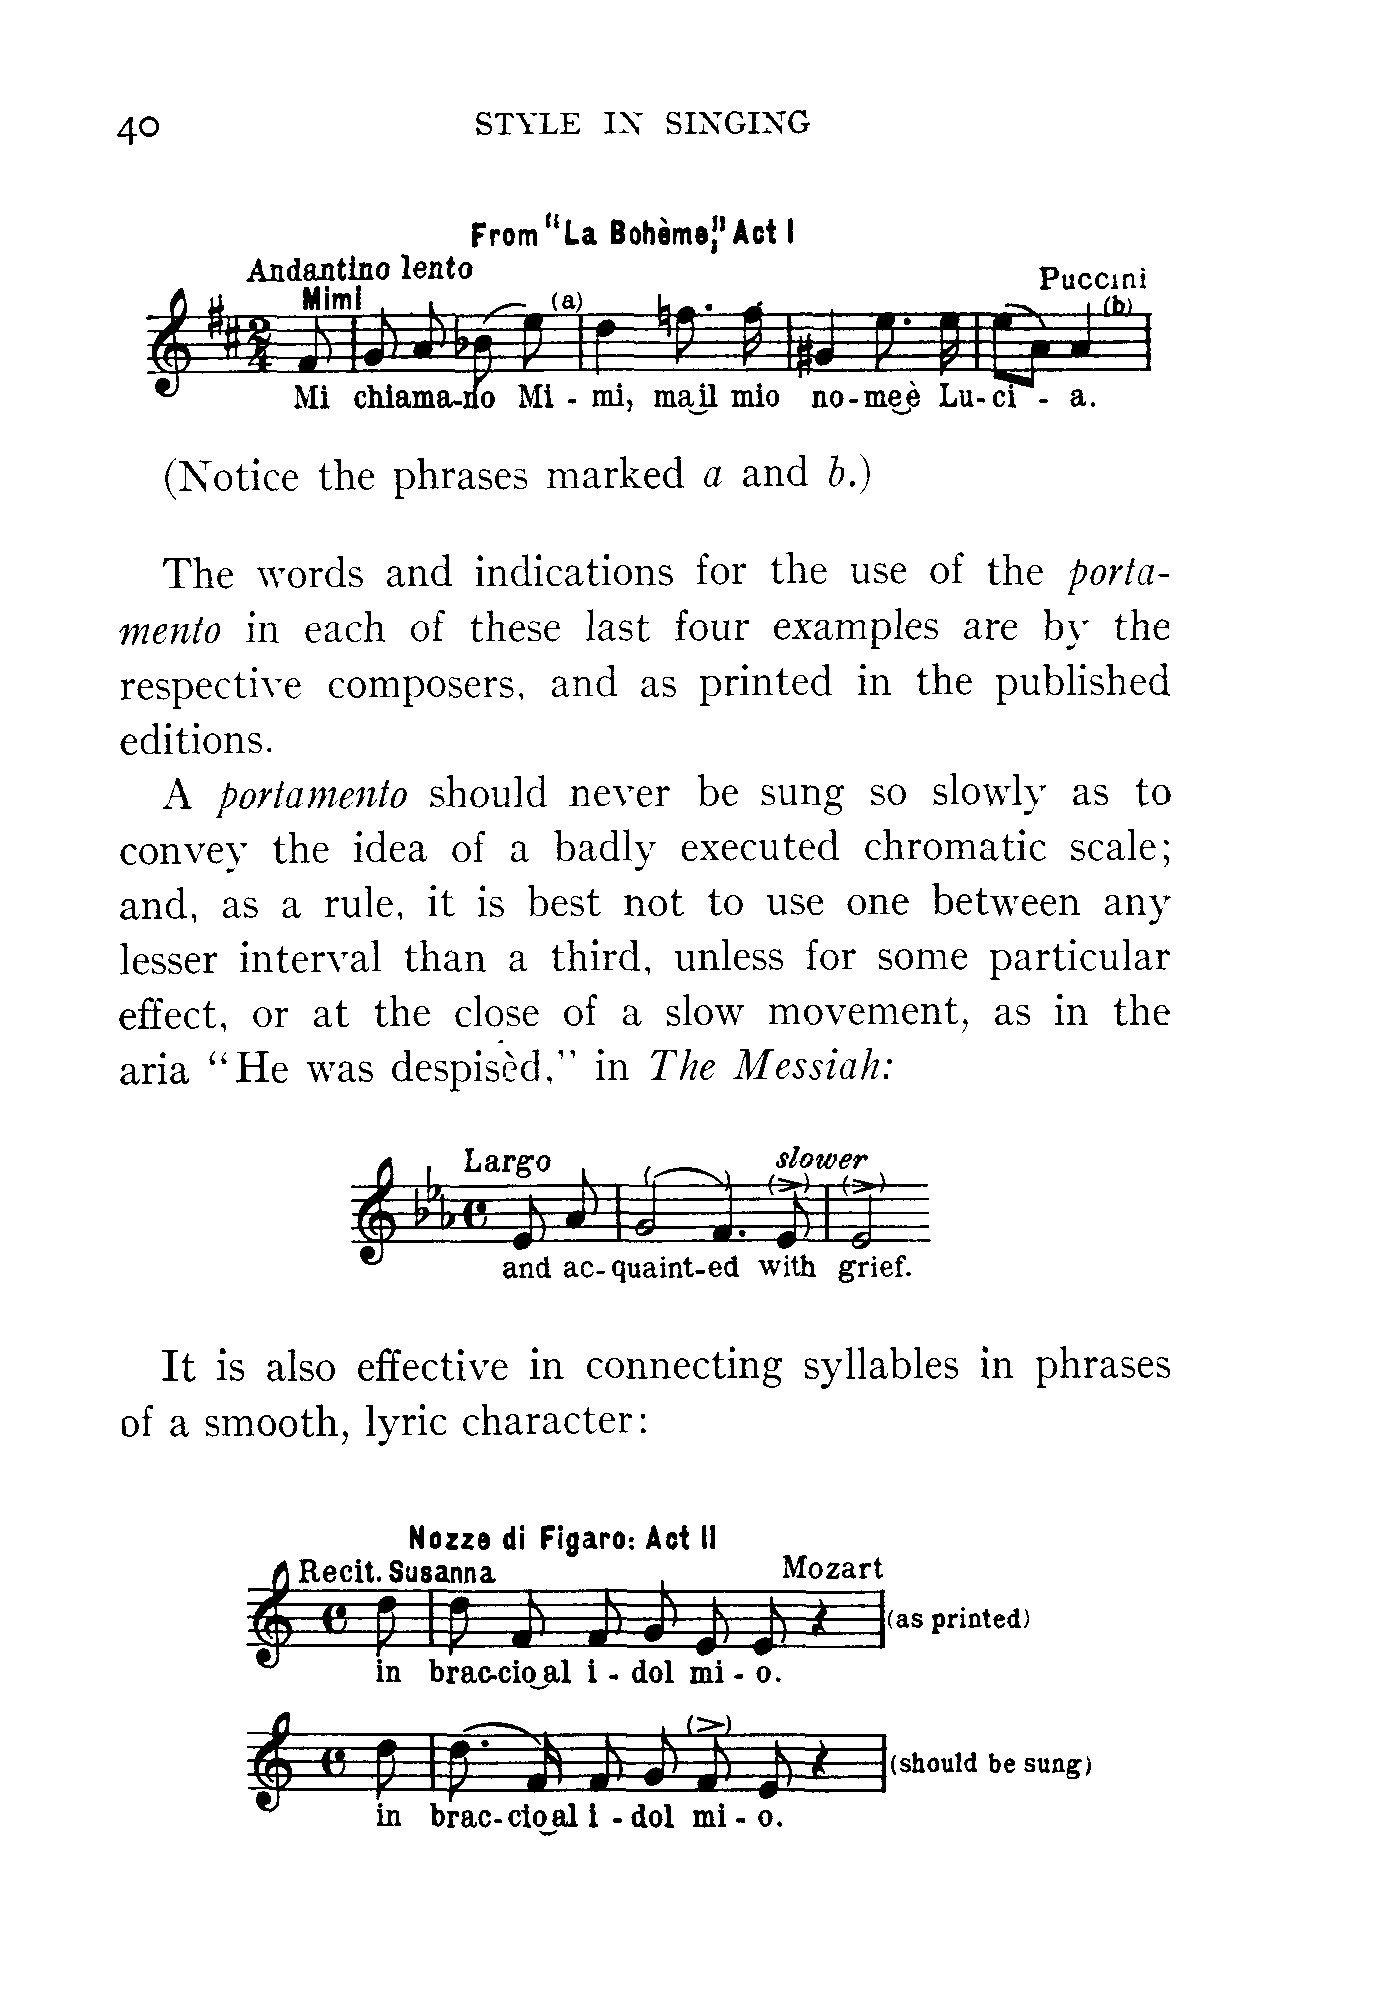 40 STYLE IN SINGING
From "La Bohème," Act I
Andantino lento
Puccini
Mimi
(a)
(b)
Mi chiama-no Mi - mi, ma il mio no-me è Lu-ci - a.
(Notice the phrases marked a and b.)
The words and indications for the use of the porta-
mento in each of these last four examples are by the
respective composers, and as printed in the published
editions.
A portamento should never be sung so slowly as to
convey the idea of a badly executed chromatic scale;
and, as a rule, it is best not to use one between any
lesser interval than a third, unless for some particular
effect, or at the close of a slow movement, as in the
aria "He was despisèd," in The Messiah:
Largo slower
and ac-quaint-ed with grief.
It is also effective in connecting syllables in phrases
of a smooth, lyric character:
Nozze di Figaro: Act II
Recit. Susanna Mozart
(as printed)
in brac-cio al i - dol mi - o.
(should be sung)
in brac-cio al i - dol mi - o.